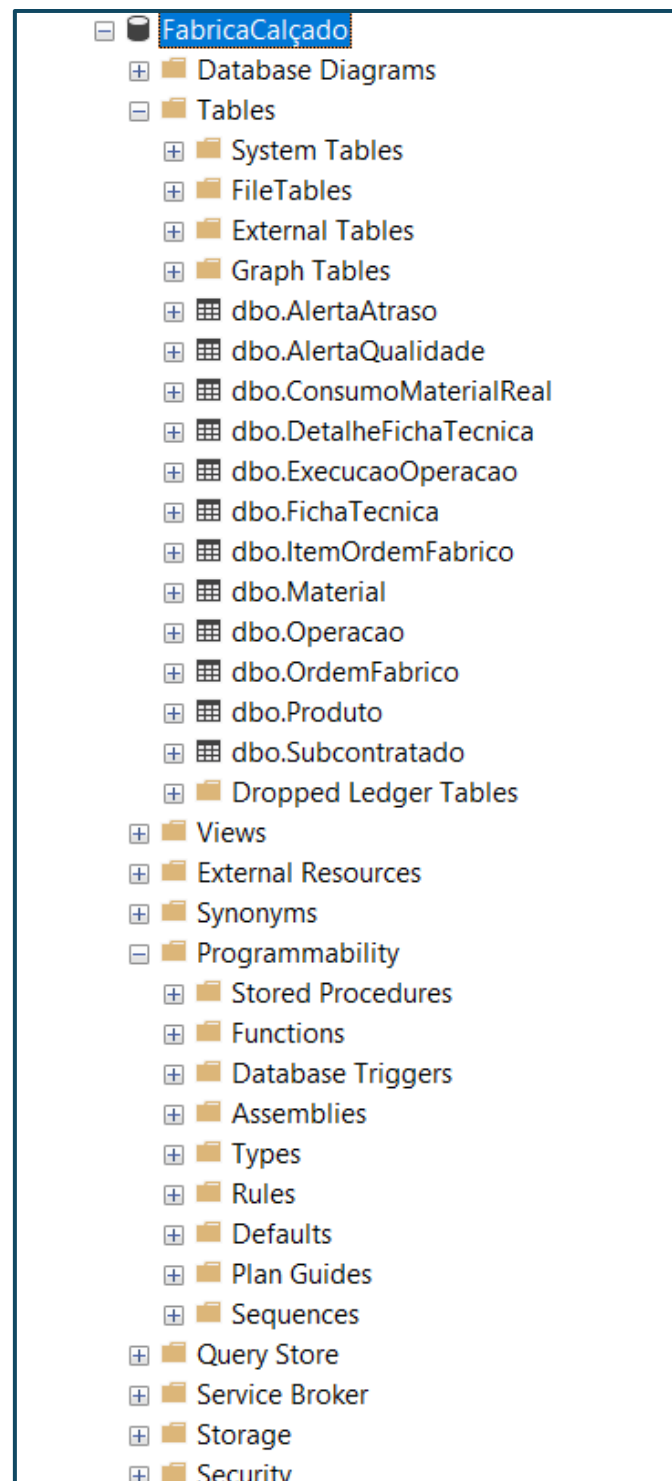 FabricaCalçado
Database Diagrams
Tables
System Tables
FileTables
External Tables
Graph Tables
dbo.AlertaAtraso
dbo.AlertaQualidade
dbo.ConsumoMaterialReal
dbo.DetalheFichaTecnica
dbo.ExecucaoOperacao
dbo.FichaTecnica
dbo.ItemOrdemFabrico
dbo.Material
dbo.Operacao
dbo.OrdemFabrico
dbo.Produto
dbo.Subcontratado
Dropped Ledger Tables
Views
External Resources
Synonyms
Programmability
Stored Procedures
Functions
Database Triggers
Assemblies
Types
Rules
Defaults
Plan Guides
Sequences
Query Store
Service Broker
Storage
Security